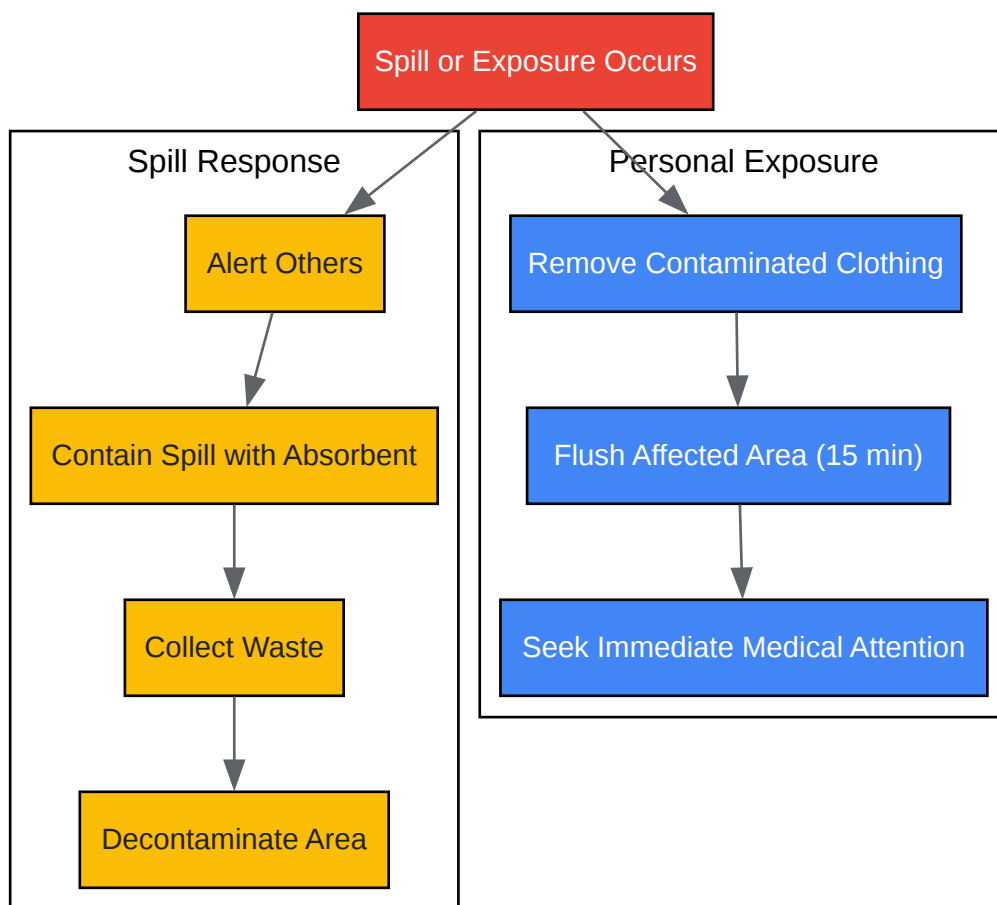 Spill or Exposure Occurs
Spill Response
Alert Others
Contain Spill with Absorbent
Collect Waste
Decontaminate Area
Personal Exposure
Remove Contaminated Clothing
Flush Affected Area (15 min)
Seek Immediate Medical Attention